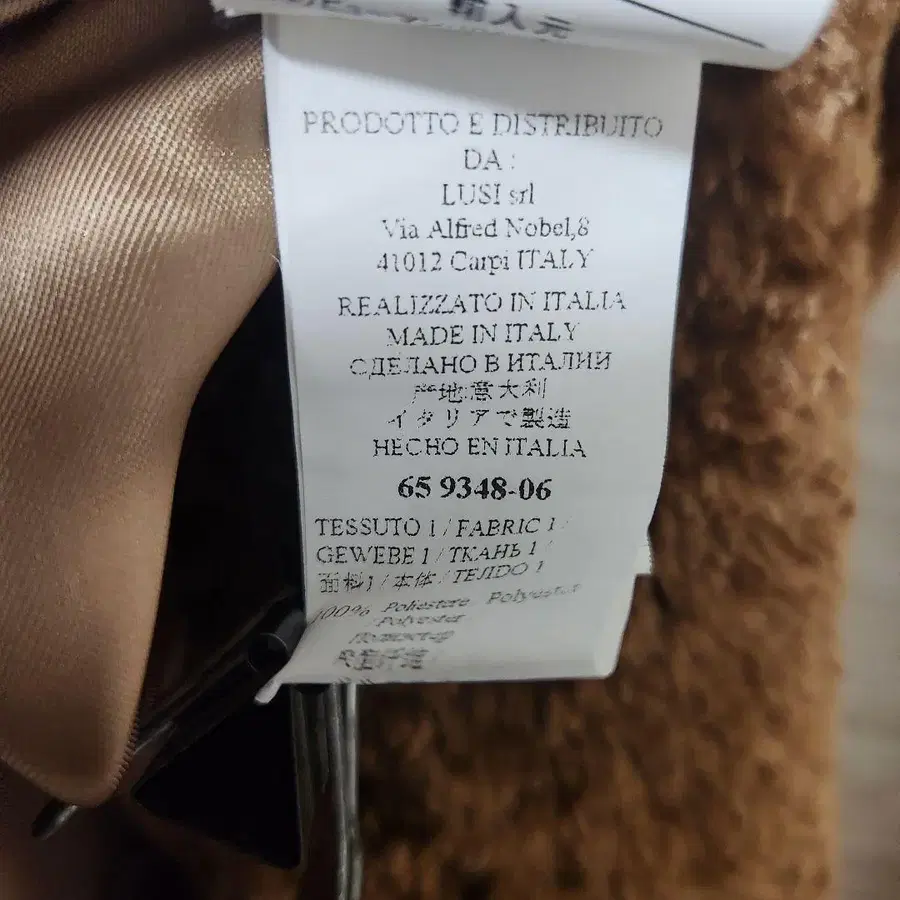 輸入元
PRODOTTO E DISTRIBUITO
DA :
LUSI srl
Via Alfred Nobel,8
41012 Carpi ITALY
REALIZZATO IN ITALIA
MADE IN ITALY
СДЕЛАНО В ИТАЛИИ
产地:意大利
イタリアで製造
HECHO EN ITALIA
65 9348-06
TESSUTO 1 / FABRIC 1 /
GEWEBE 1 / ТКАНЬ 1 /
面料1 / 本体 / TEJIDO 1
100% Poliestere Polyester
/Polyester
Полиэстер